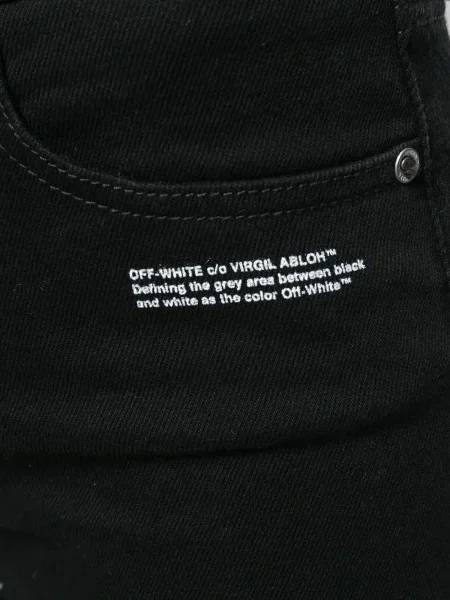 OFF-WHITE c/o VIRGIL ABLOH™
Defining the grey area between black
and white as the color Off-White™